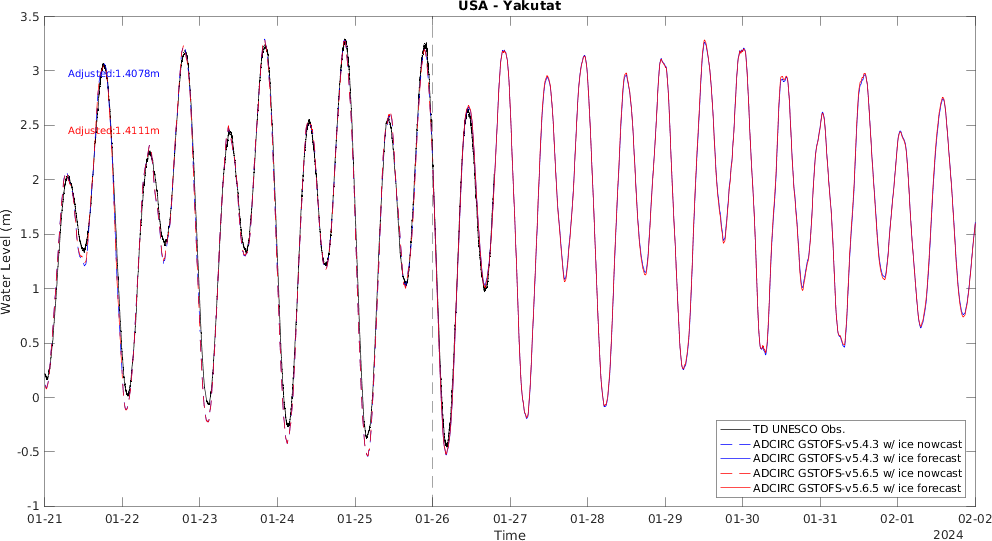 USA - Yakutat
3.5
3
2.5
2
1.5
1
0.5
0
-0.5
-1
Water Level (m)
Adjusted:1.4078m
Adjusted:1.4111m
TD UNESCO Obs.
ADCIRC GSTOFS-v5.4.3 w/ ice nowcast
ADCIRC GSTOFS-v5.4.3 w/ ice forecast
ADCIRC GSTOFS-v5.6.5 w/ ice nowcast
ADCIRC GSTOFS-v5.6.5 w/ ice forecast
01-21 01-22 01-23 01-24 01-25 01-26 01-27 01-28 01-29 01-30 01-31 02-01 02-02
Time
2024